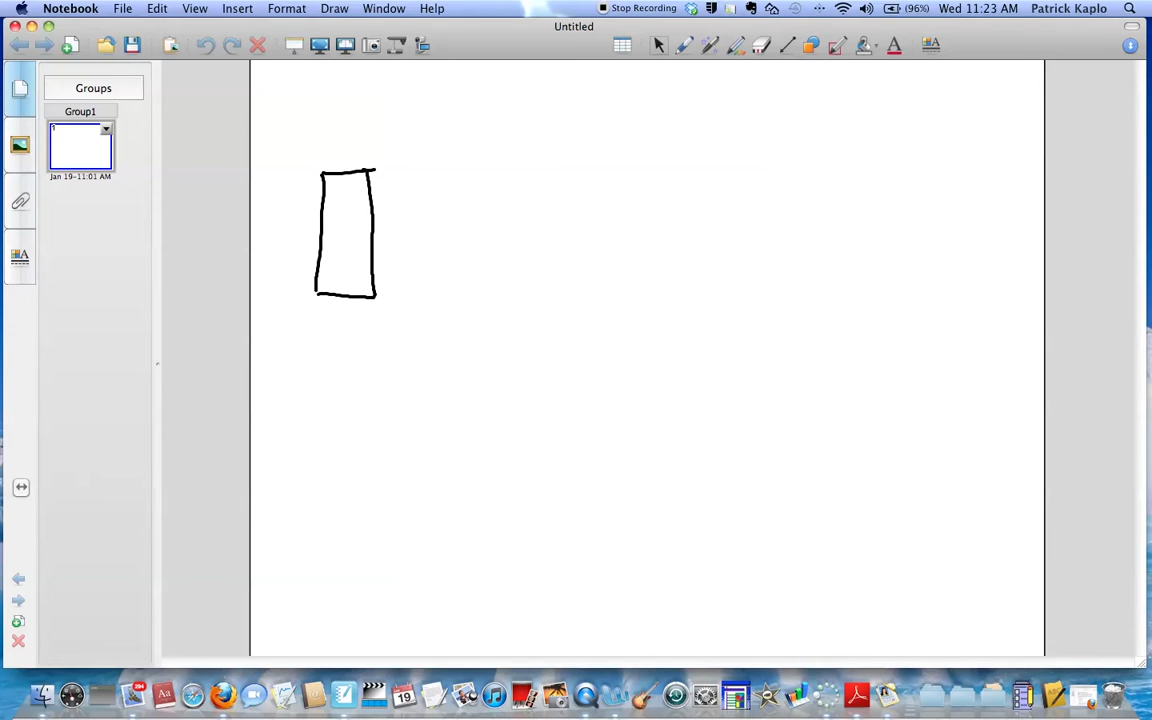 Notebook File Edit View Insert Format Draw Window Help Stop Recording (96%) Wed 11:23 AM Patrick Kaplo
Untitled
Groups
Group1
1
Jan 19-11:01 AM